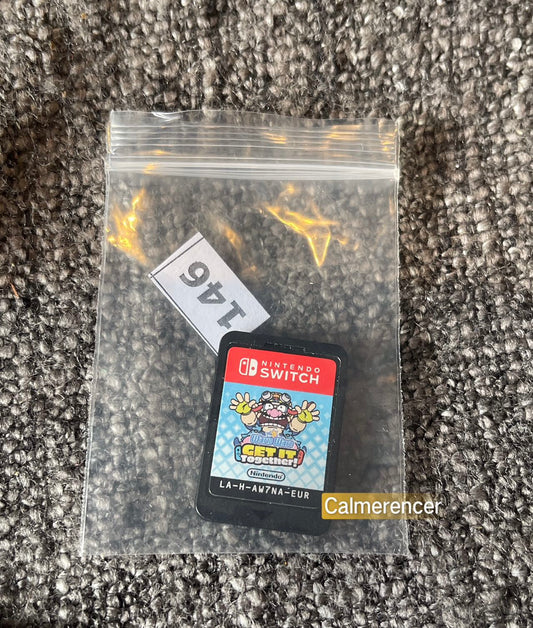 146
NINTENDO
SWITCH
WarioWare
GET IT
Together!
Nintendo
LA-H-AW7NA-EUR
Calmerencer